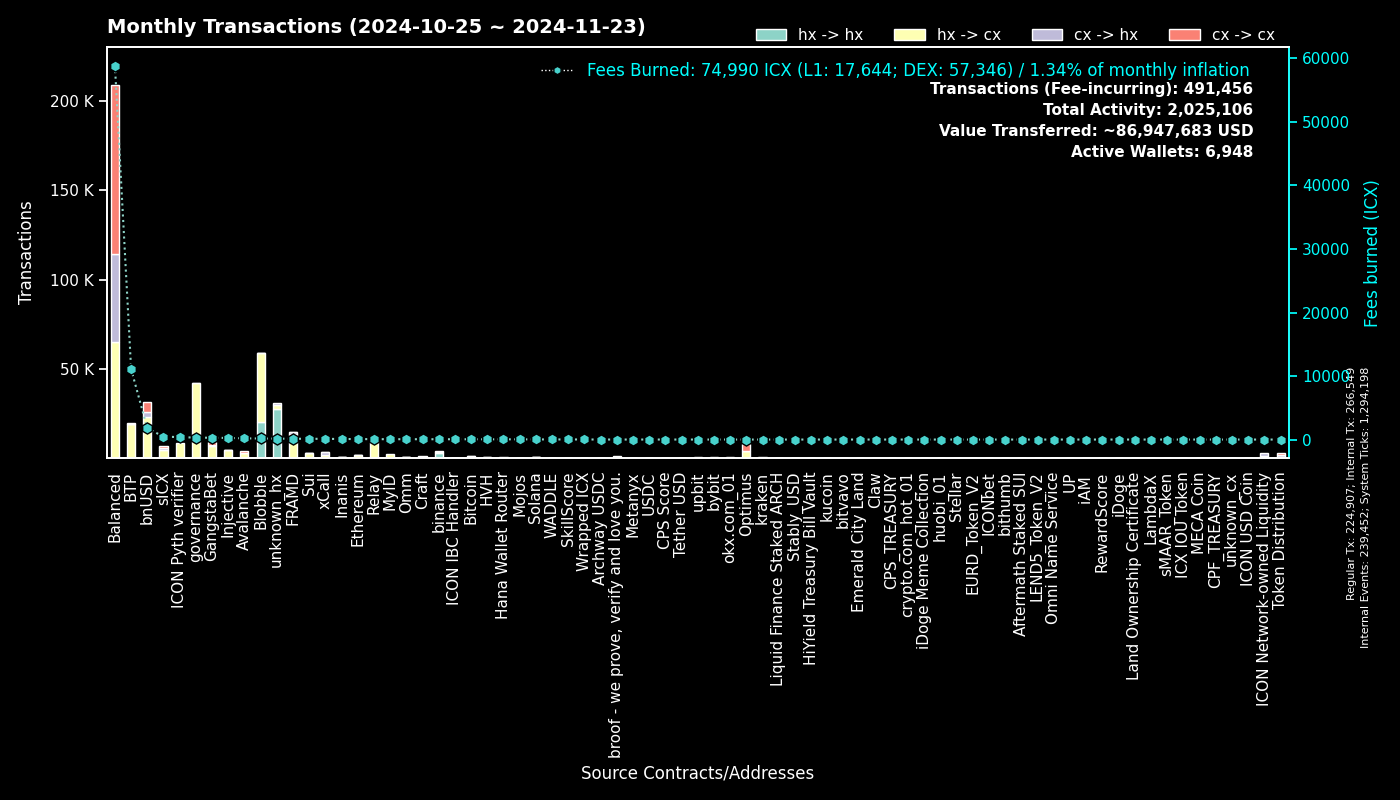 Monthly Transactions (2024-10-25 ~ 2024-11-23)
hx -> hx
hx -> cx
cx -> hx
cx -> cx
Fees Burned: 74,990 ICX (L1: 17,644; DEX: 57,346) / 1.34% of monthly inflation
Transactions (Fee-incurring): 491,456
Total Activity: 2,025,106
Value Transferred: ~86,947,683 USD
Active Wallets: 6,948
Transactions
200 K
150 K
100 K
50 K
60000
50000
40000
30000
20000
10000
0
Fees burned (ICX)
Regular Tx: 224,907; Internal Tx: 266,549
Internal Events: 239,452; System Ticks: 1,294,198
Balanced
BTP
bnUSD
sICX
ICON Pyth verifier
governance
GangstaBet
Injective
Avalanche
Blobble
unknown_hx
FRAMD
Sui
xCall
Inanis
Ethereum
Relay
MyID
Omm
Craft
binance
ICON IBC Handler
Bitcoin
HVH
Hana Wallet Router
Mojos
Solana
WADDLE
SkillScore
Wrapped ICX
Archway USDC
broof - we prove, verify and love you.
Metanyx
USDC
CPS Score
Tether USD
upbit
bybit
okx.com_01
Optimus
kraken
Liquid Finance Staked ARCH
Stably_USD
HiYield Treasury Bill Vault
kucoin
bitvavo
Emerald City Land
Claw
CPS_TREASURY
crypto.com_hot_01
iDoge Meme Collection
huobi_01
Stellar
EURD_Token_V2
ICONbet
bithumb
Aftermath Staked SUI
LEND5_Token_V2
Omni Name Service
UP
iAM
RewardsCore
iDoge
Land Ownership Certificate
LambdaX
sMAAR_Token
ICX IOU Token
MECA Coin
CPF_TREASURY
unknown_cx
ICON USD Coin
ICON Network-owned Liquidity
Token Distribution
Source Contracts/Addresses